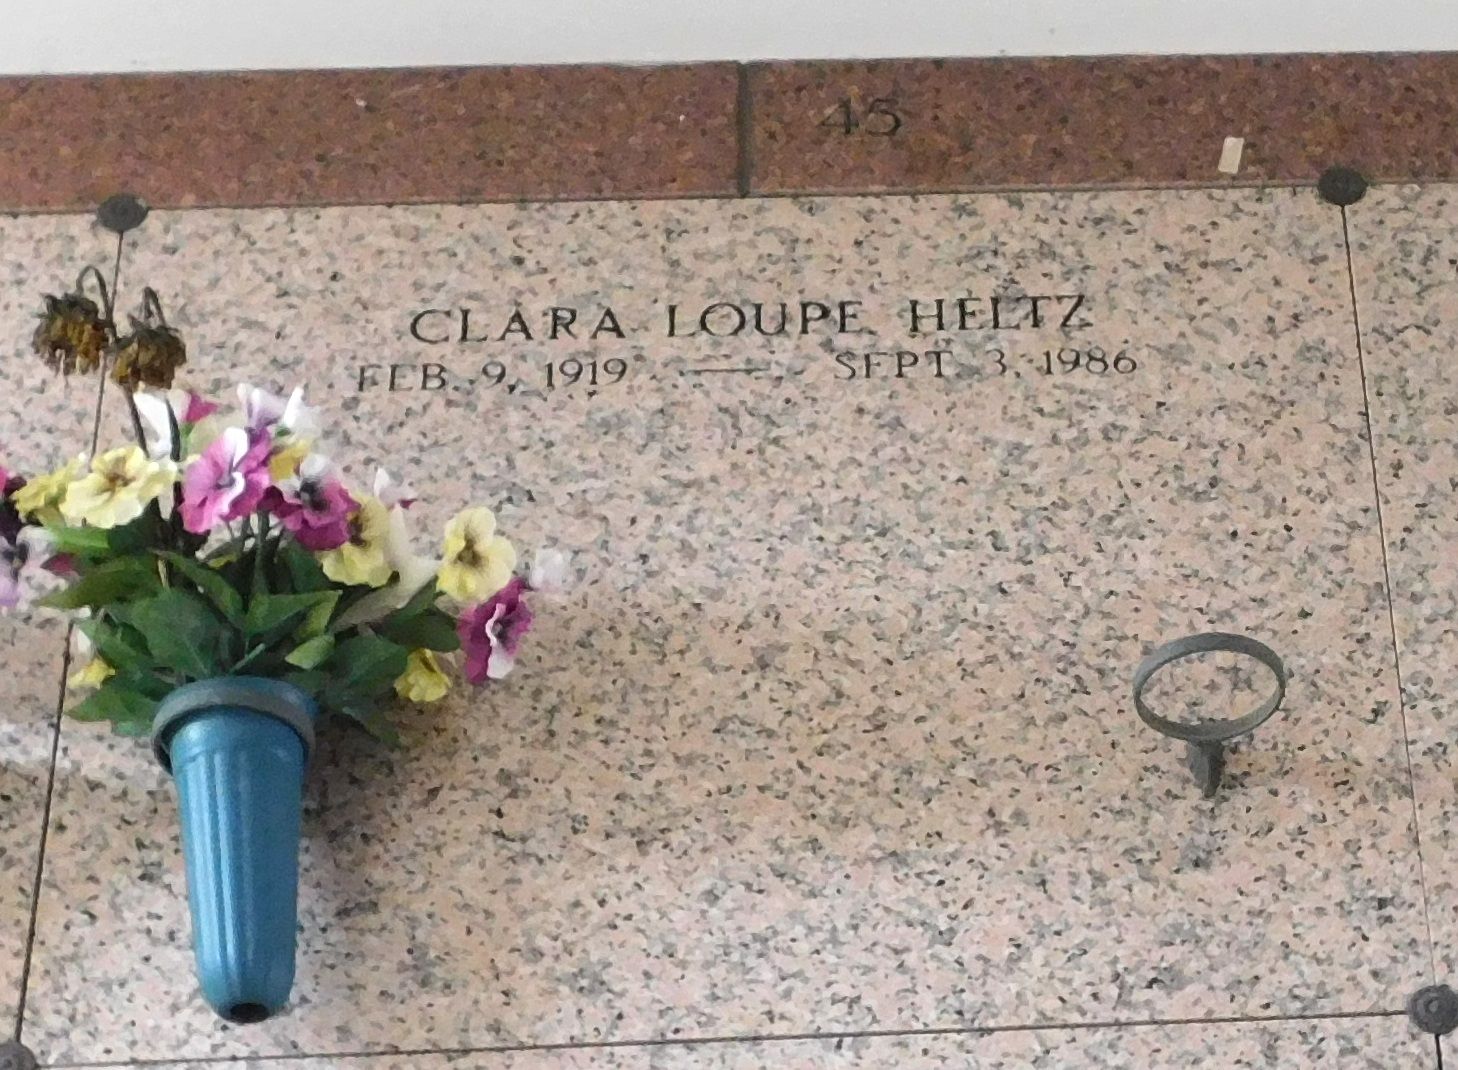 45
CLARA LOUPE HELTZ
FEB. 9, 1919 — SEPT. 3, 1986